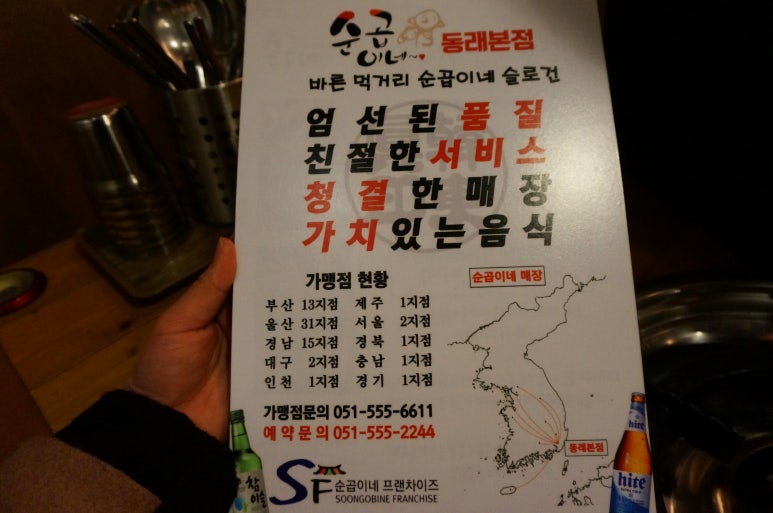 순곱이네~
동래본점
바른 먹거리 순곱이네 슬로건
엄선된 품질
친절한 서비스
청결한 매장
가치있는음식
가맹점 현황
부산 13지점 제주 1지점
울산 31지점 서울 2지점
경남 15지점 경북 1지점
대구 2지점 충남 1지점
인천 1지점 경기 1지점
가맹점문의 051-555-6611
예약문의 051-555-2244
순곱이네 매장
동래본점
SF 순곱이네 프랜차이즈
SOONGOBINE FRANCHISE
참이슬
hite
hite